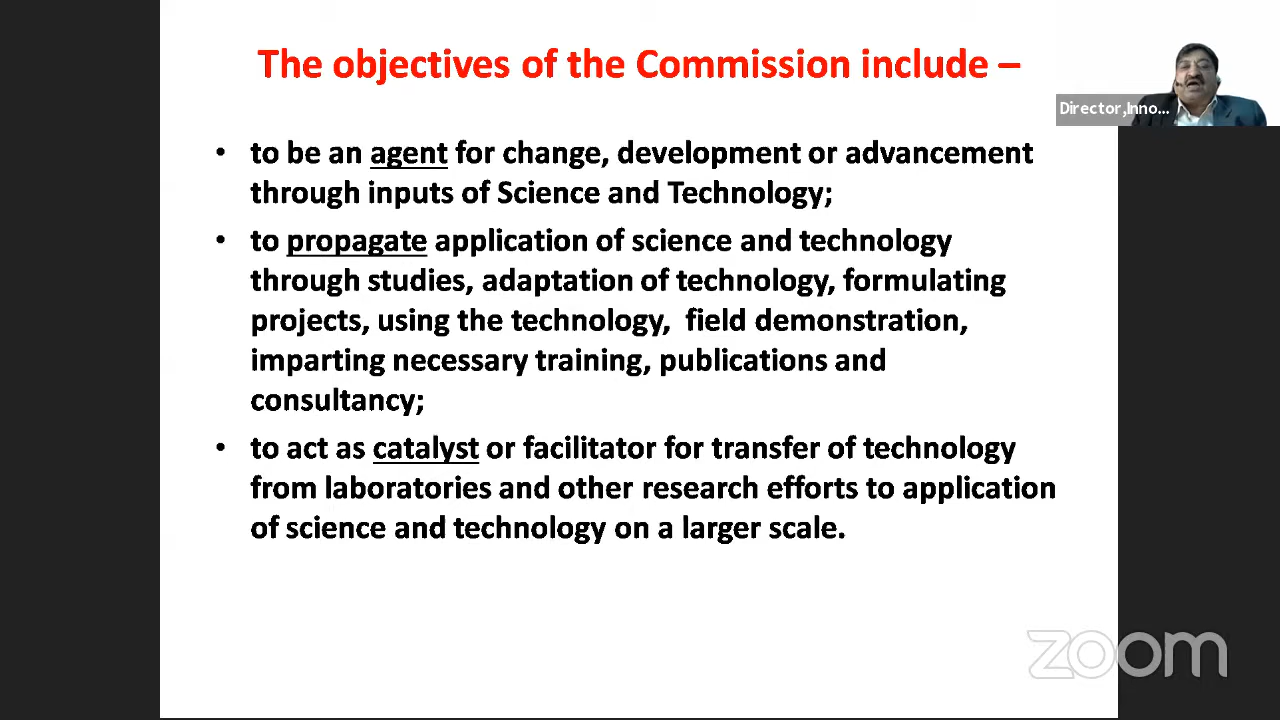 The objectives of the Commission include –
Director,Inno...
• to be an agent for change, development or advancement
through inputs of Science and Technology;
• to propagate application of science and technology
through studies, adaptation of technology, formulating
projects, using the technology, field demonstration,
imparting necessary training, publications and
consultancy;
• to act as catalyst or facilitator for transfer of technology
from laboratories and other research efforts to application
of science and technology on a larger scale.
zoom